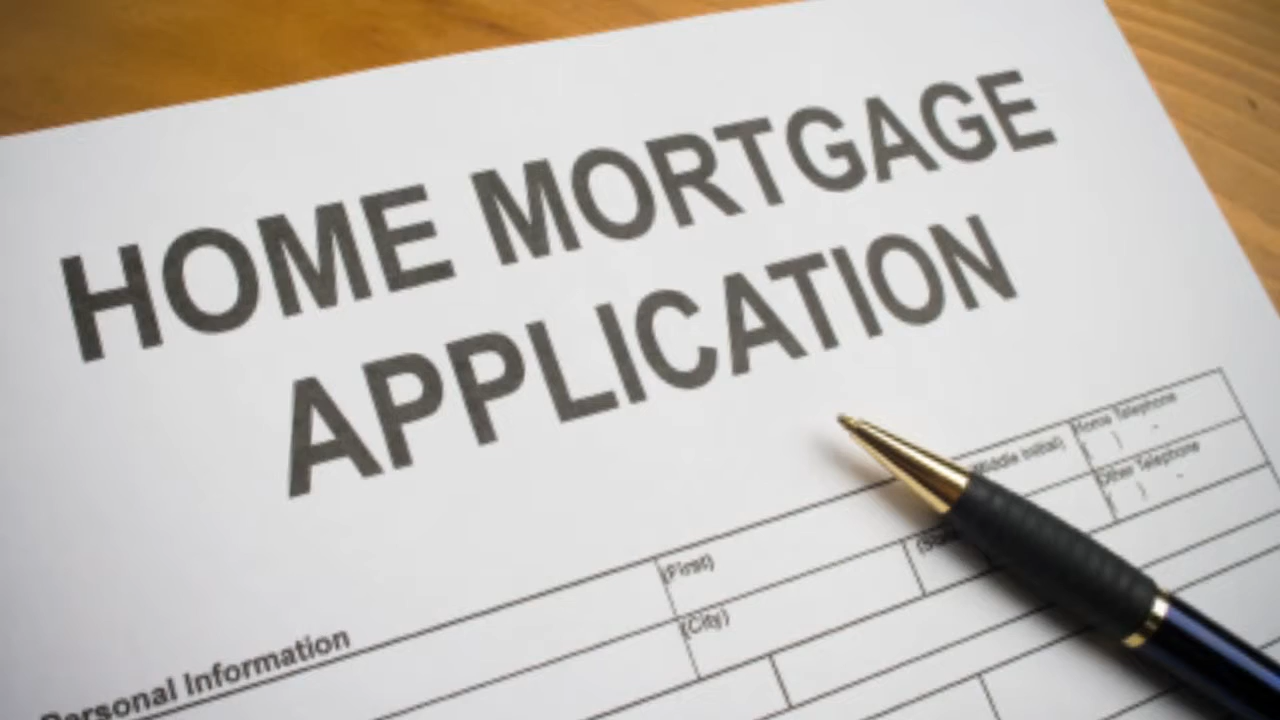 HOME MORTGAGE
APPLICATION
Personal Information
(First)
(Middle Initial)
Home Telephone
( ) -
(City)
Other Telephone
( ) -